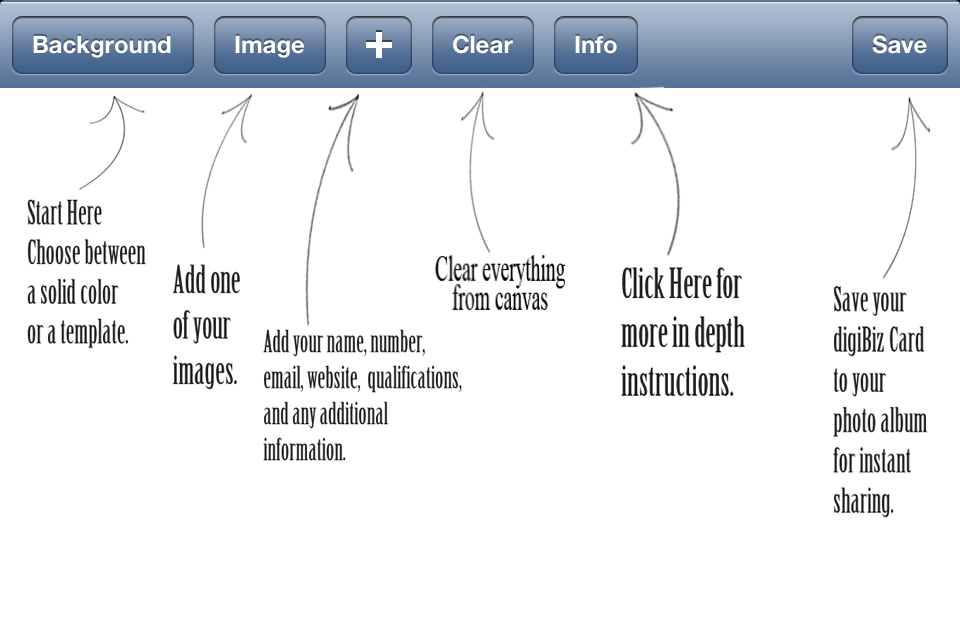 Background
Image
+
Clear
Info
Save
Start Here
Choose between
a solid color
or a template.
Add one
of your
images.
Add your name, number,
email, website, qualifications,
and any additional
information.
Clear everything
from canvas
Click Here for
more in depth
instructions.
Save your
digiBiz Card
to your
photo album
for instant
sharing.